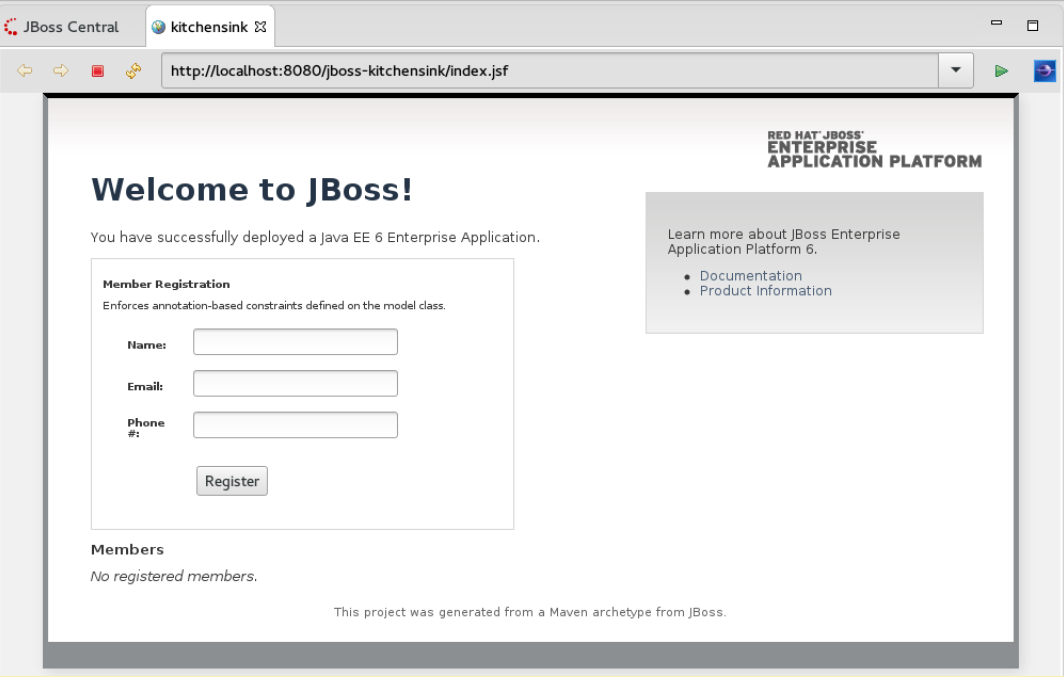 JBoss Central
kitchensink
http://localhost:8080/jboss-kitchensink/index.jsf
RED HAT® JBOSS®
ENTERPRISE
APPLICATION PLATFORM
Welcome to JBoss!
You have successfully deployed a Java EE 6 Enterprise Application.
Member Registration
Enforces annotation-based constraints defined on the model class.
Name:
Email:
Phone
#:
Register
Members
No registered members.
Learn more about JBoss Enterprise
Application Platform 6.
Documentation
Product Information
This project was generated from a Maven archetype from JBoss.